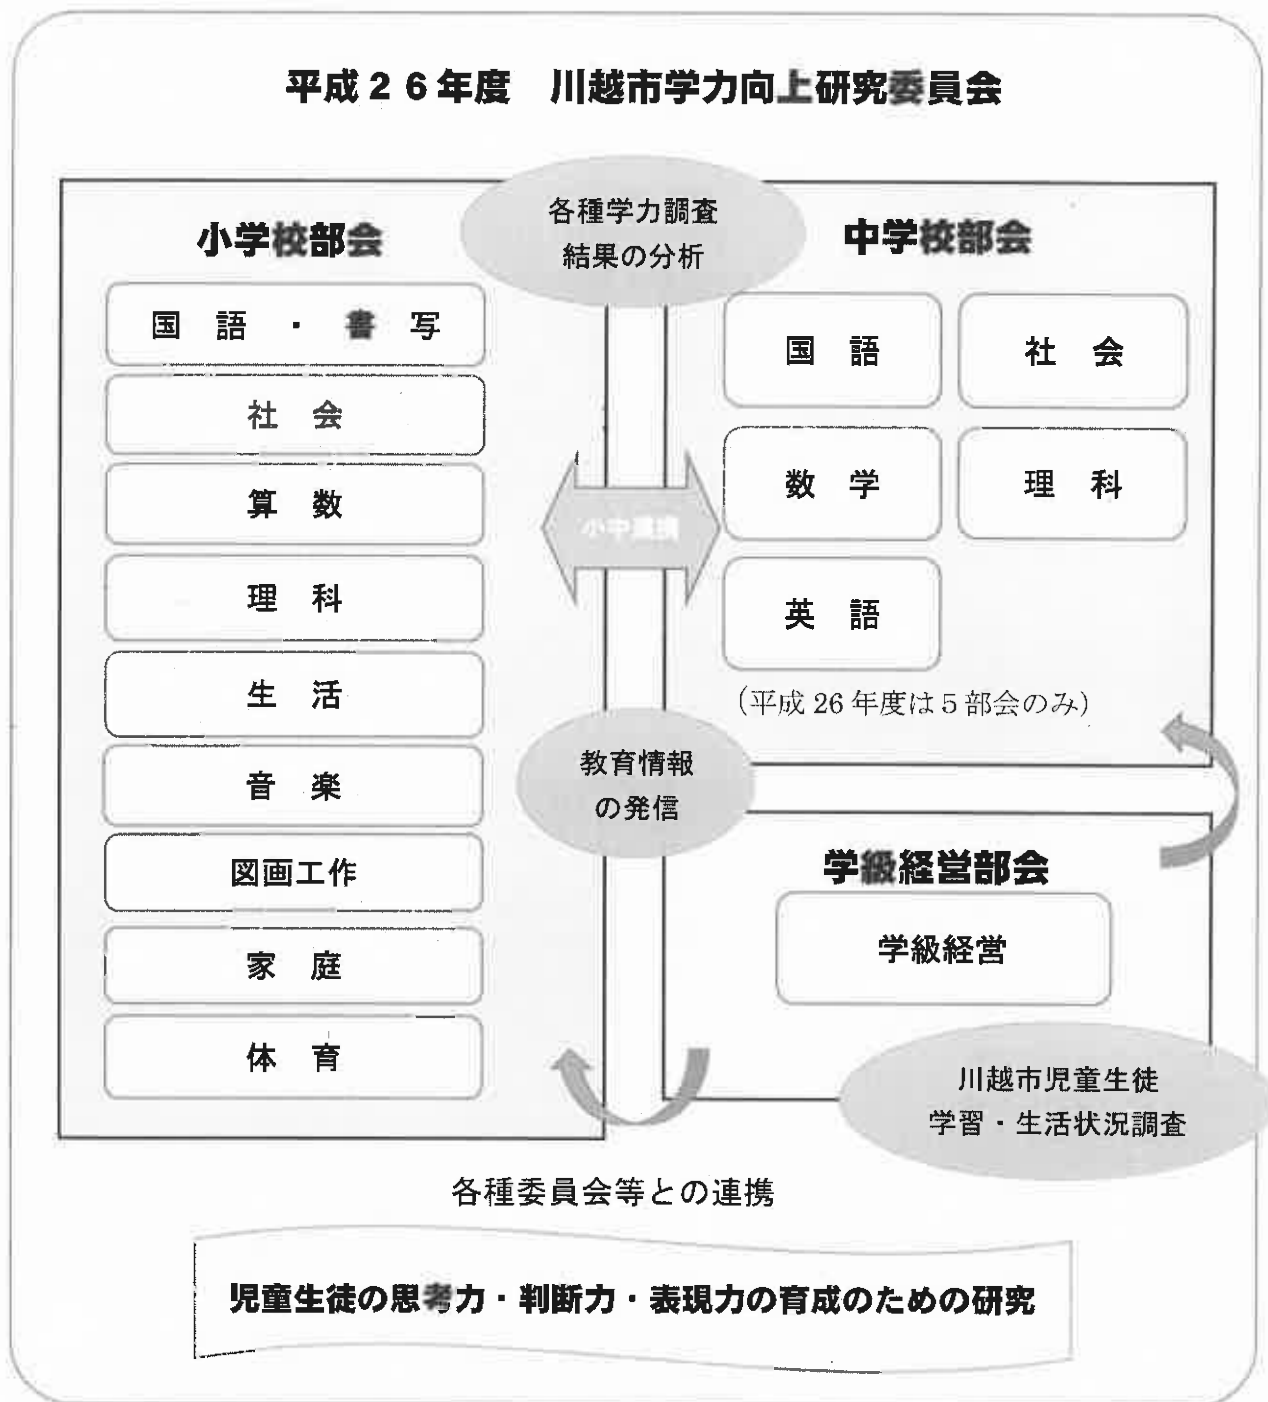 平成２６年度　川越市学力向上研究委員会
各種学力調査
結果の分析
小学校部会
国　語　・　書　写
社　会
算　数
理　科
生　活
音　楽
図画工作
家　庭
体　育
小中連携
中学校部会
国　語
社　会
数　学
理　科
英　語
（平成 26 年度は５部会のみ）
教育情報
の発信
学級経営部会
学級経営
川越市児童生徒
学習・生活状況調査
各種委員会等との連携
児童生徒の思考力・判断力・表現力の育成のための研究